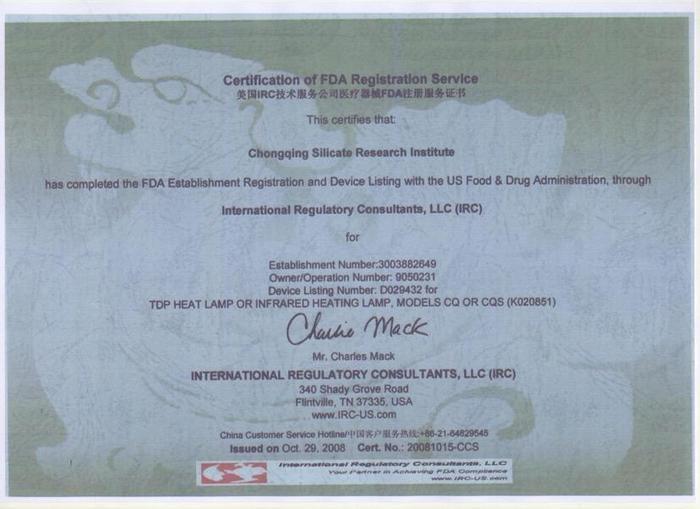 Certification of FDA Registration Service
美国IRC技术服务公司医疗器械FDA注册服务证书
This certifies that:
Chongqing Silicate Research Institute
has completed the FDA Establishment Registration and Device Listing with the US Food & Drug Administration, through
International Regulatory Consultants, LLC (IRC)
for
Establishment Number:3003882649
Owner/Operation Number: 9050231
Device Listing Number: D029432 for
TDP HEAT LAMP OR INFRARED HEATING LAMP, MODELS CQ OR CQS (K020851)
Charlie Mack
Mr. Charles Mack
INTERNATIONAL REGULATORY CONSULTANTS, LLC (IRC)
340 Shady Grove Road
Flintville, TN 37335, USA
www.IRC-US.com
China Customer Service Hotline/中国客户服务热线:+86-21-64829545
Issued on Oct. 29, 2008 Cert. No.: 20081015-CCS
International Regulatory Consultants, LLC
Your Partner in Achieving FDA Compliance
www.IRC-US.com